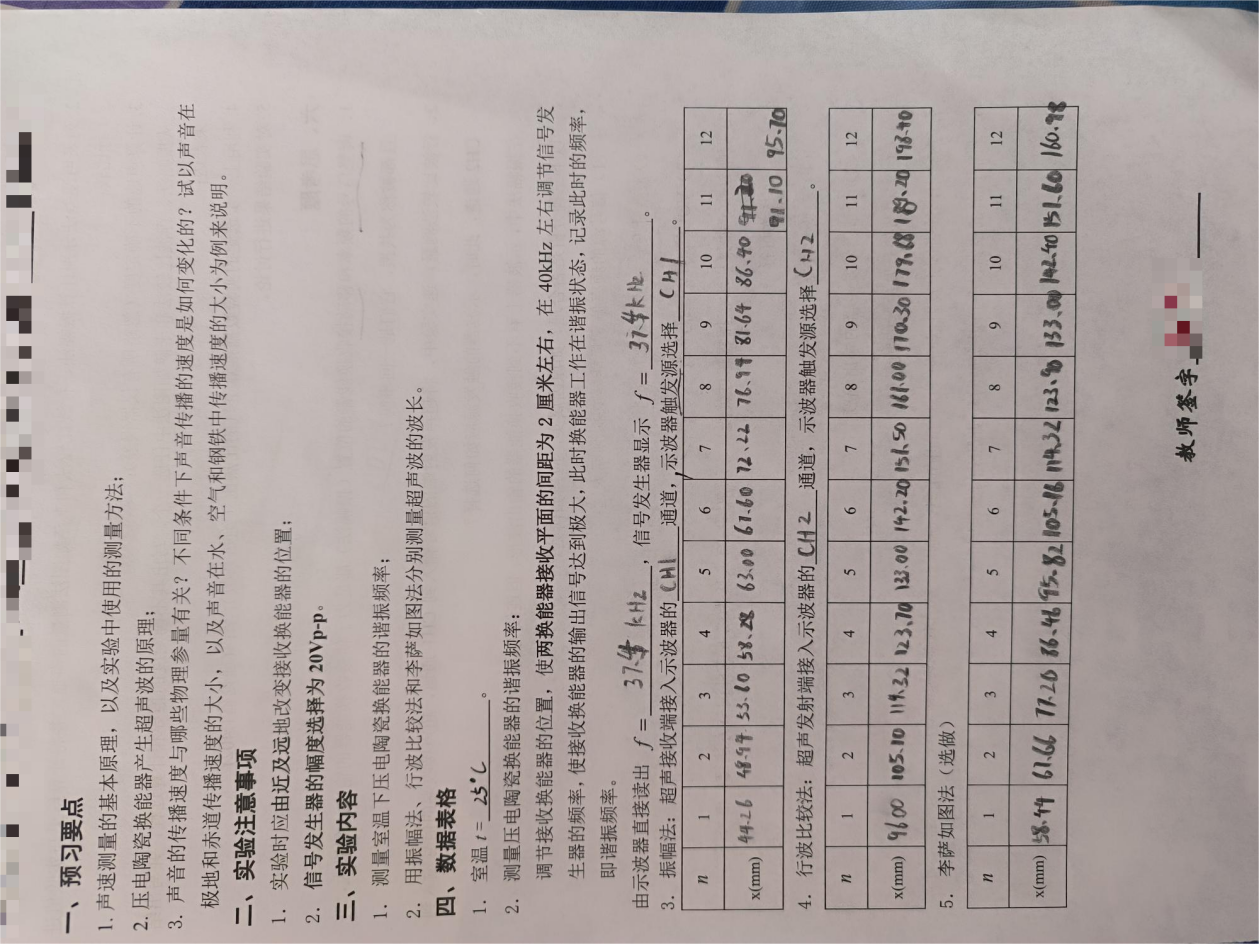 一、预习要点
1. 声速测量的基本原理，以及实验中使用的测量方法；
2. 压电陶瓷换能器产生超声波的原理；
3. 声音的传播速度与哪些物理参量有关？不同条件下声音传播的速度是如何变化的？试以声音在
极地和赤道传播速度的大小，以及声音在水、空气和钢铁中传播速度的大小为例来说明。
二、实验注意事项
1. 实验时应由近及远地改变接收换能器的位置；
2. 信号发生器的幅度选择为 20Vp-p。
三、实验内容
1. 测量室温下压电陶瓷换能器的谐振频率；
2. 用振幅法、行波比较法和李萨如图法分别测量超声波的波长。
四、数据表格
1. 室温 t = 25°C 。
2. 测量压电陶瓷换能器的谐振频率：
调节接收换能器的位置，使两换能器接收平面的间距为 2 厘米左右，在 40kHz 左右调节信号发
生器的频率，使接收换能器的输出信号达到极大，此时换能器工作在谐振状态，记录此时的频率，
即谐振频率。
由示波器直接读出 f = kHz ，信号发生器显示 f = kHz 。
3. 振幅法：超声接收端接入示波器的 CH1 通道，示波器触发源选择 CH1 。
n 1 2 3 4 5 6 7 8 9 10 11 12
x(mm) 44.26 48.94 53.60 58.28 63.00 67.60 72.22 76.94 81.64 86.40 91.10 95.70
4. 行波比较法：超声发射端接入示波器的 CH2 通道，示波器触发源选择 CH2 。
n 1 2 3 4 5 6 7 8 9 10 11 12
x(mm) 9600 105.10 114.32 123.70 133.00 142.20 151.50 161.00 170.30 179.68 189.20 198.40
5. 李萨如图法（选做）
n 1 2 3 4 5 6 7 8 9 10 11 12
x(mm) 58.44 67.66 77.20 86.46 95.82 105.16 114.32 123.90 133.00 142.40 151.60 160.98
教师签字